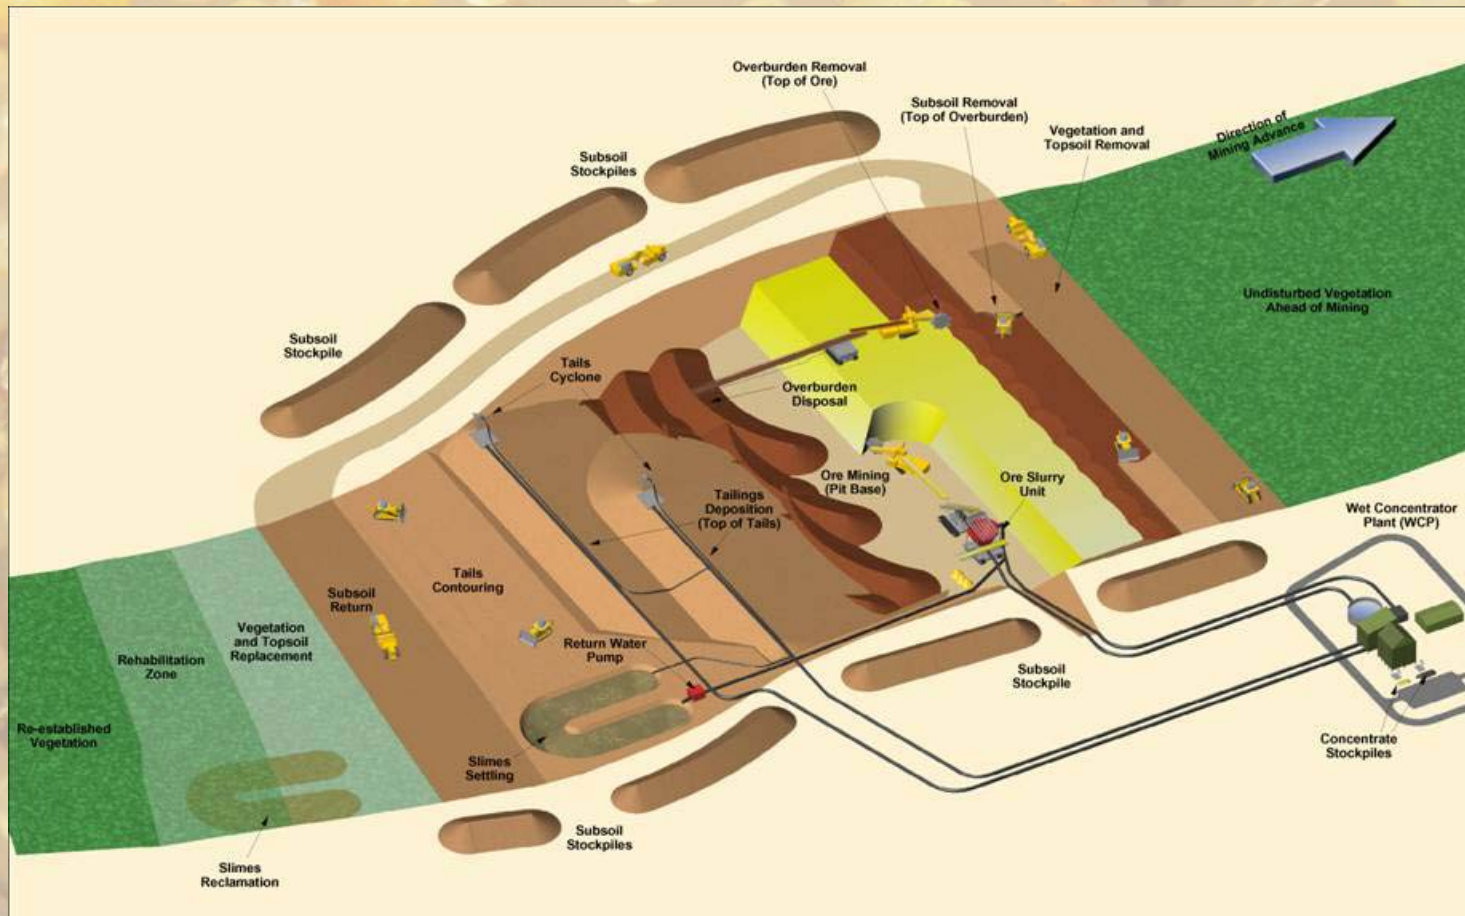 Overburden Removal
(Top of Ore)
Subsoil Removal
(Top of Overburden)
Vegetation and
Topsoil Removal
Direction of
Mining Advance
Subsoil
Stockpiles
Undisturbed Vegetation
Ahead of Mining
Subsoil
Stockpile
Tails
Cyclone
Overburden
Disposal
Ore Mining
(Pit Base)
Ore Slurry
Unit
Tailings
Deposition
(Top of Tails)
Wet Concentrator
Plant (WCP)
Tails
Contouring
Subsoil
Return
Vegetation
and Topsoil
Replacement
Return Water
Pump
Rehabilitation
Zone
Subsoil
Stockpile
Re-established
Vegetation
Concentrate
Stockpiles
Slimes
Settling
Subsoil
Stockpiles
Slimes
Reclamation